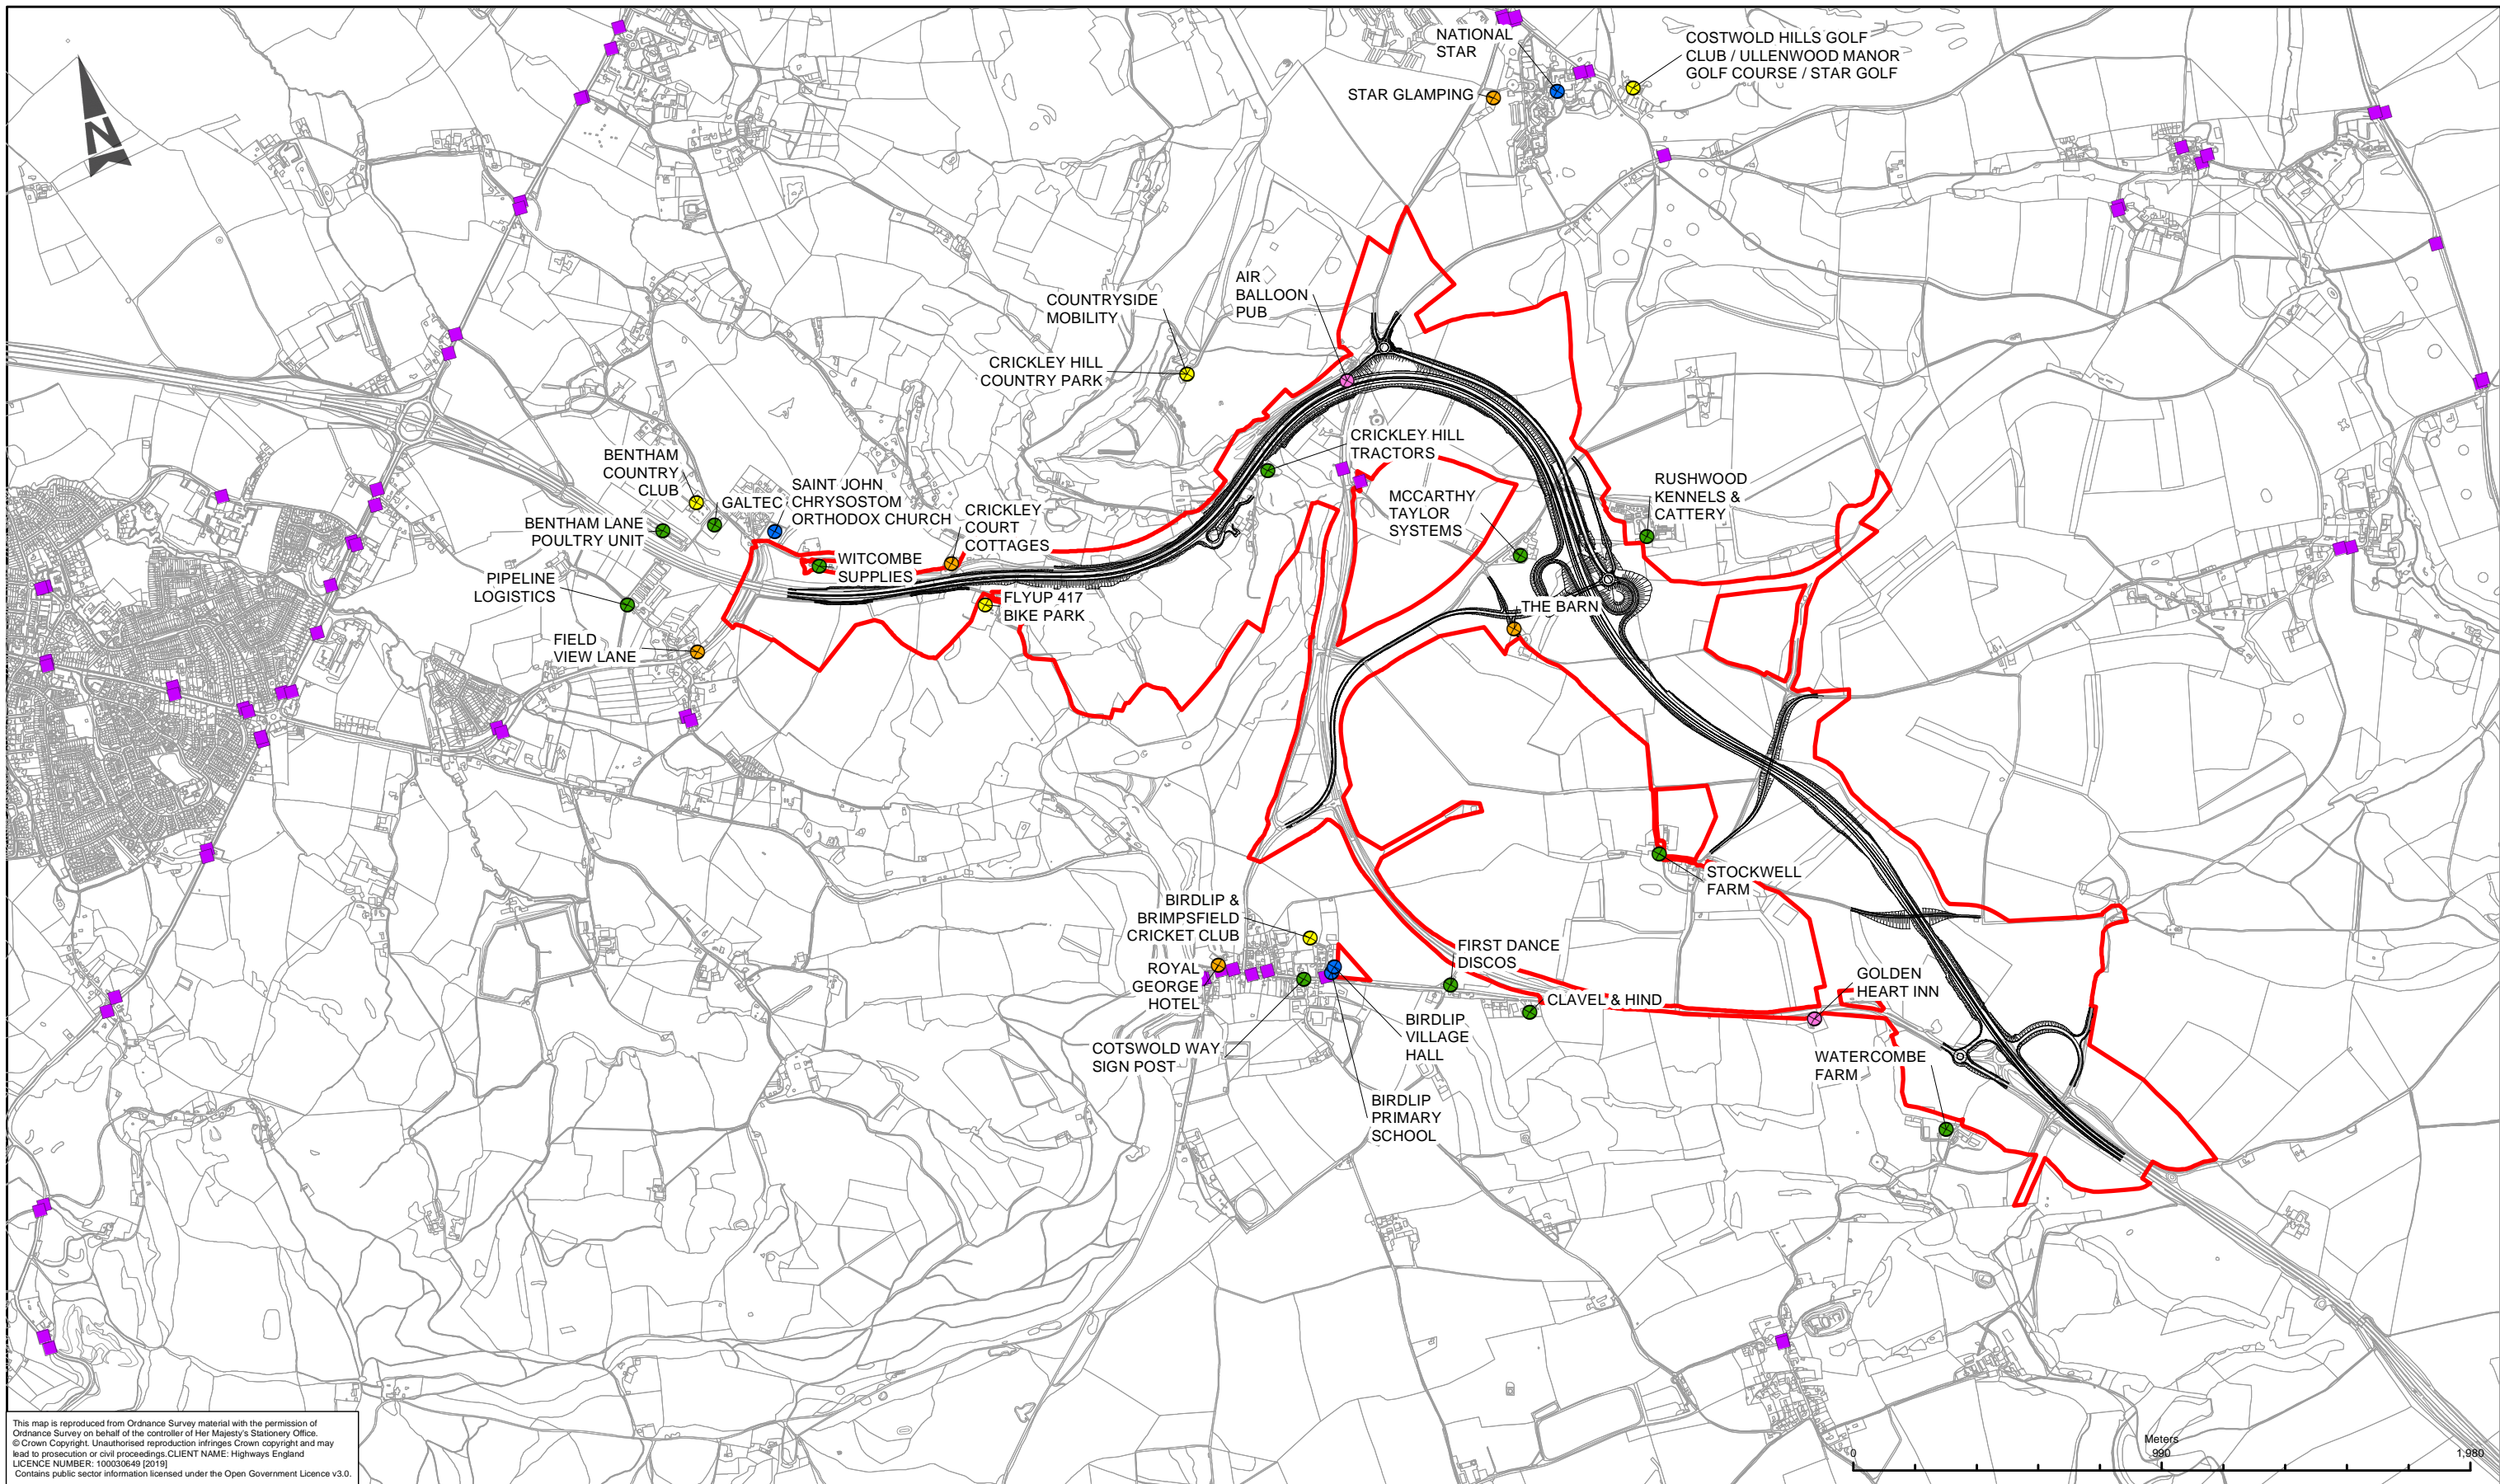 N
NATIONAL
STAR
COSTWOLD HILLS GOLF
CLUB / ULLENWOOD MANOR
GOLF COURSE / STAR GOLF
STAR GLAMPING
AIR
BALLOON
PUB
COUNTRYSIDE
MOBILITY
CRICKLEY HILL
COUNTRY PARK
CRICKLEY HILL
TRACTORS
BENTHAM
COUNTRY
CLUB
GALTEC
SAINT JOHN
CHRYSOSTOM
ORTHODOX CHURCH
CRICKLEY
COURT
COTTAGES
MCCARTHY
TAYLOR
SYSTEMS
RUSHWOOD
KENNELS &
CATTERY
BENTHAM LANE
POULTRY UNIT
WITCOMBE
SUPPLIES
PIPELINE
LOGISTICS
FLYUP 417
BIKE PARK
THE BARN
FIELD
VIEW LANE
STOCKWELL
FARM
BIRDLIP &
BRIMPSFIELD
CRICKET CLUB
FIRST DANCE
DISCOS
ROYAL
GEORGE
HOTEL
GOLDEN
HEART INN
CLAVEL & HIND
BIRDLIP
VILLAGE
HALL
COTSWOLD WAY
SIGN POST
WATERCOMBE
FARM
BIRDLIP
PRIMARY
SCHOOL
Meters
0 990 1,980
This map is reproduced from Ordnance Survey material with the permission of
Ordnance Survey on behalf of the controller of Her Majesty's Stationery Office.
© Crown Copyright. Unauthorised reproduction infringes Crown copyright and may
lead to prosecution or civil proceedings.CLIENT NAME: Highways England
LICENCE NUMBER: 100030649 [2019]
Contains public sector information licensed under the Open Government Licence v3.0.